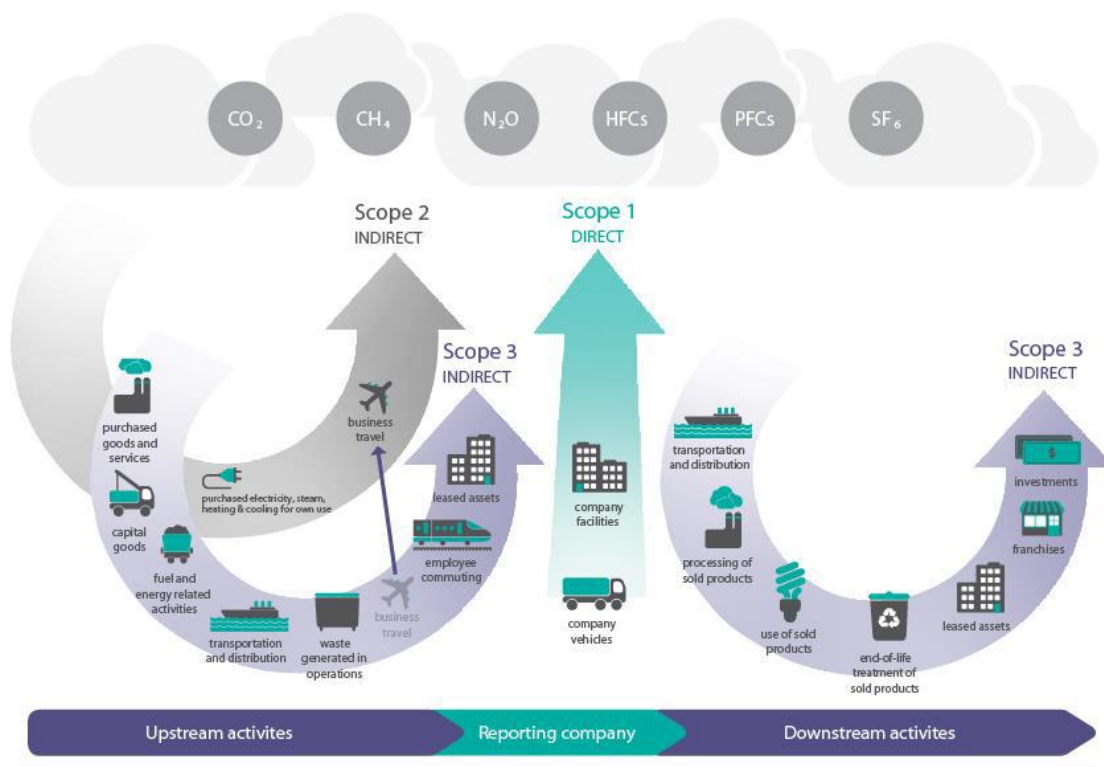 CO₂
CH₄
N₂O
HFCs
PFCs
SF₆
Scope 2
INDIRECT
Scope 1
DIRECT
Scope 3
INDIRECT
Scope 3
INDIRECT
purchased
goods and
services
capital
goods
fuel and
energy related
activities
purchased electricity, steam,
heating & cooling for own use
transportation
and distribution
waste
generated in
operations
business
travel
business
travel
employee
commuting
leased assets
company
facilities
company
vehicles
transportation
and distribution
processing of
sold products
use of sold
products
end-of-life
treatment of
sold products
leased assets
franchises
investments
$
Upstream activites
Reporting company
Downstream activites